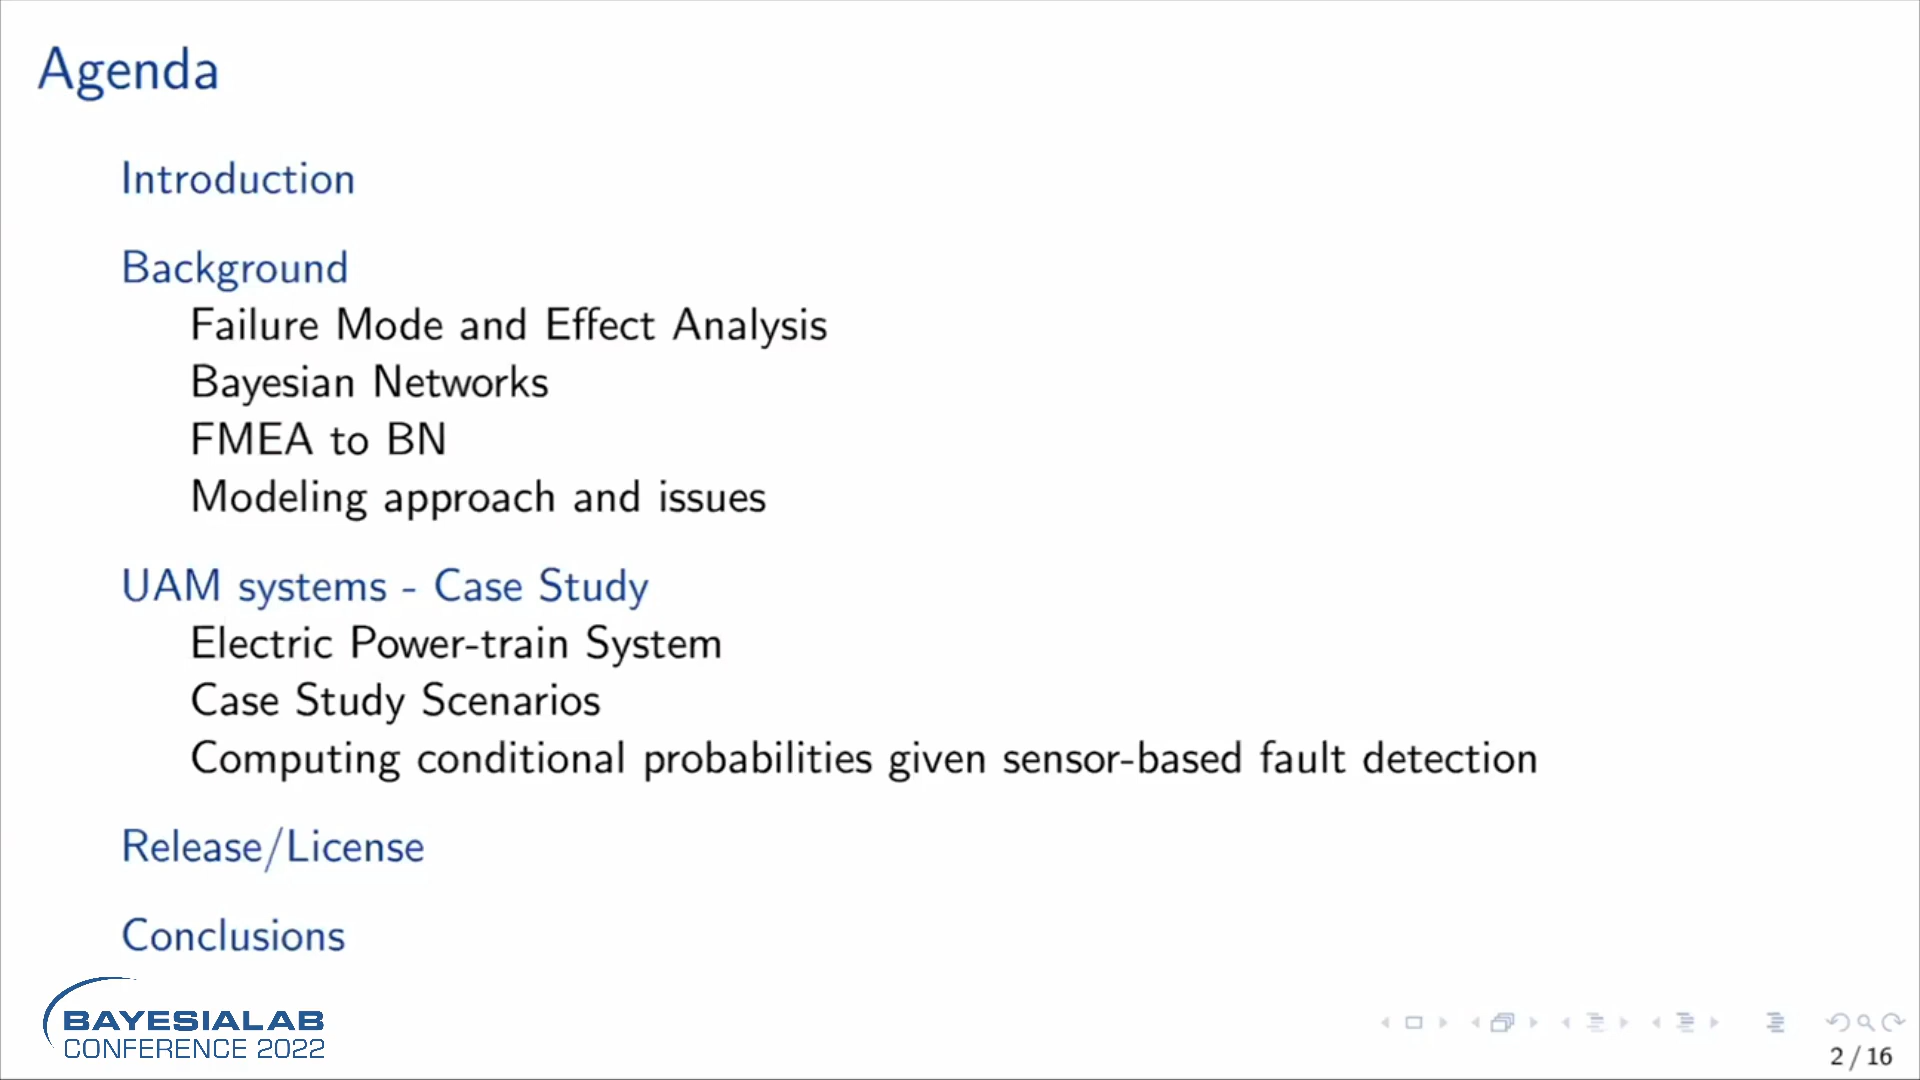 Agenda
Introduction
Background
Failure Mode and Effect Analysis
Bayesian Networks
FMEA to BN
Modeling approach and issues
UAM systems - Case Study
Electric Power-train System
Case Study Scenarios
Computing conditional probabilities given sensor-based fault detection
Release/License
Conclusions
BAYESIALAB
CONFERENCE 2022
2 / 16